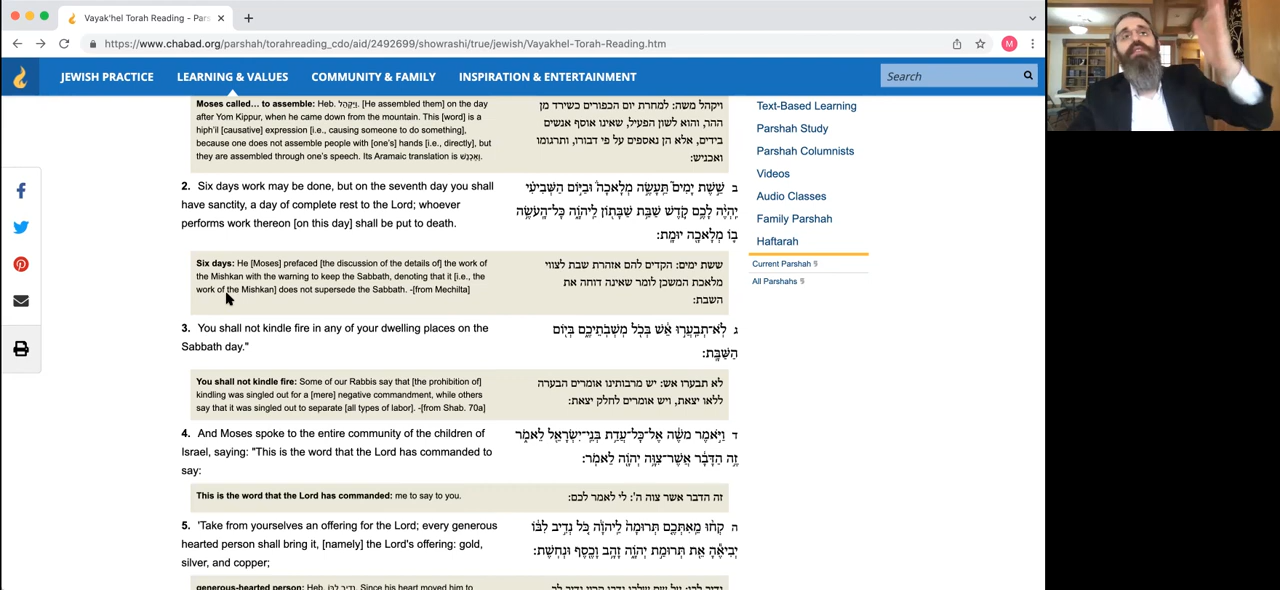 Vayak'hel Torah Reading - Pars
https://www.chabad.org/parshah/torahreading_cdo/aid/2492699/showrashi/true/jewish/Vayakhel-Torah-Reading.htm
M
JEWISH PRACTICE
LEARNING & VALUES
COMMUNITY & FAMILY
INSPIRATION & ENTERTAINMENT
Search
Moses called… to assemble: Heb. וַיַּקְהֵל. [He assembled them] on the day
after Yom Kippur, when he came down from the mountain. This [word] is a
hiph'il [causative] expression [i.e., causing someone to do something],
because one does not assemble people with [one's] hands [i.e., directly], but
they are assembled through one's speech. Its Aramaic translation is וְאַכְנֵשׁ.
ויקהל משה: למחרת יום הכפורים כשירד מן
ההר, והוא לשון הפעיל, שאינו אוסף אנשים
בידים, אלא הן נאספים על פי דבורו, ותרגומו
ואכניש:
2. Six days work may be done, but on the seventh day you shall
have sanctity, a day of complete rest to the Lord; whoever
performs work thereon [on this day] shall be put to death.
ב שֵׁ֣שֶׁת יָמִים֮ תֵּֽעָשֶׂ֣ה מְלָאכָה֒ וּבַיּ֣וֹם הַשְּׁבִיעִ֗י
יִֽהְיֶ֨ה לָכֶ֥ם קֹ֛דֶשׁ שַׁבַּ֥ת שַׁבָּת֖וֹן לַֽיהֹוָ֑ה כָּל־הָֽעֹשֶׂ֥ה
ב֛וֹ מְלָאכָ֖ה יוּמָֽת:
Six days: He [Moses] prefaced [the discussion of the details of] the work of
the Mishkan with the warning to keep the Sabbath, denoting that it [i.e., the
work of the Mishkan] does not supersede the Sabbath. -[from Mechilta]
ששת ימים: הקדים להם אזהרת שבת לצווי
מלאכת המשכן לומר שאינה דוחה את
השבת:
3. You shall not kindle fire in any of your dwelling places on the
Sabbath day."
ג לֹֽא־תְבַֽעֲר֣וּ אֵ֔שׁ בְּכֹ֖ל מֹשְׁבֹֽתֵיכֶ֑ם בְּי֖וֹם
הַשַּׁבָּֽת:
You shall not kindle fire: Some of our Rabbis say that [the prohibition of]
kindling was singled out for a [mere] negative commandment, while others
say that it was singled out to separate [all types of labor]. -[from Shab. 70a]
לא תבערו אש: יש מרבותינו אומרים הבערה
ללאו יצאת, ויש אומרים לחלק יצאת:
4. And Moses spoke to the entire community of the children of
Israel, saying: "This is the word that the Lord has commanded to
say:
ד וַיֹּ֣אמֶר מֹשֶׁ֔ה אֶל־כָּל־עֲדַ֥ת בְּנֵֽי־יִשְׂרָאֵ֖ל לֵאמֹ֑ר
זֶ֣ה הַדָּבָ֔ר אֲשֶׁר־צִוָּ֥ה יְהֹוָ֖ה לֵאמֹֽר:
This is the word that the Lord has commanded: me to say to you.
זה הדבר אשר צוה ה': לי לאמר לכם:
5. 'Take from yourselves an offering for the Lord; every generous
hearted person shall bring it, [namely] the Lord's offering: gold,
silver, and copper;
ה קְח֨וּ מֵֽאִתְּכֶ֤ם תְּרוּמָה֙ לַֽיהֹוָ֔ה כֹּ֚ל נְדִ֣יב לִבּ֔וֹ
יְבִיאֶ֕הָ אֵ֖ת תְּרוּמַ֣ת יְהֹוָ֑ה זָהָ֥ב וָכֶ֖סֶף וּנְחֽשֶׁת:
generous-hearted person: Heb. נְדִיב לִבּוֹ. Since his heart moved him to
Text-Based Learning
Parshah Study
Parshah Columnists
Videos
Audio Classes
Family Parshah
Haftarah
Current Parshah
All Parshahs